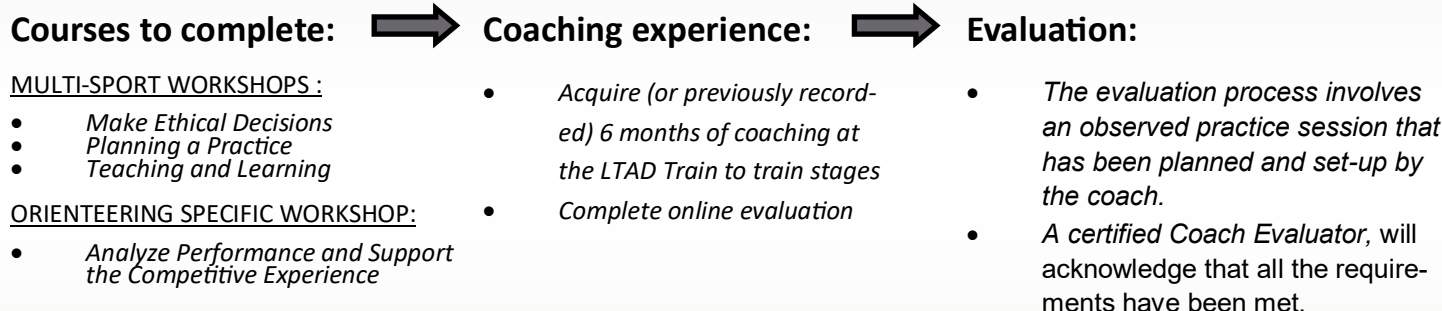 Courses to complete:
MULTI-SPORT WORKSHOPS :
• Make Ethical Decisions
• Planning a Practice
• Teaching and Learning
ORIENTEERING SPECIFIC WORKSHOP:
• Analyze Performance and Support
the Competitive Experience
Coaching experience:
• Acquire (or previously record-
ed) 6 months of coaching at
the LTAD Train to train stages
• Complete online evaluation
Evaluation:
• The evaluation process involves
an observed practice session that
has been planned and set-up by
the coach.
• A certified Coach Evaluator, will
acknowledge that all the require-
ments have been met.